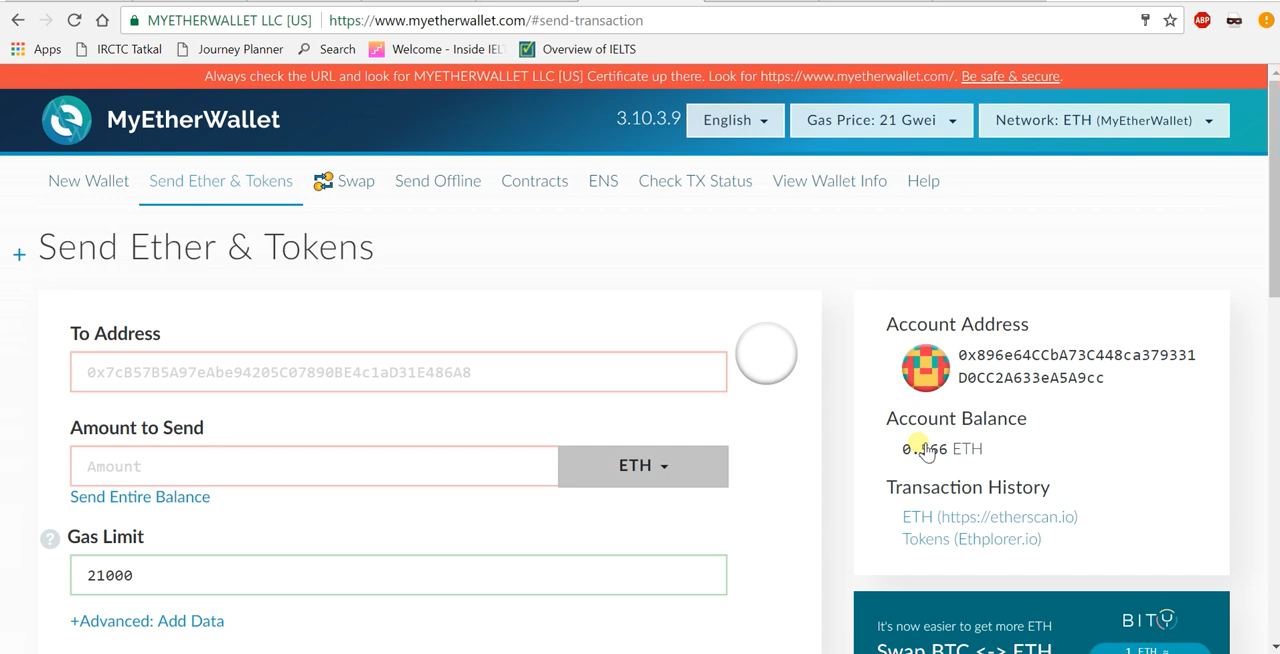 MYETHERWALLET LLC [US] https://www.myetherwallet.com/#send-transaction
ABP
Apps IRCTC Tatkal Journey Planner Search Welcome - Inside IEL Overview of IELTS
Always check the URL and look for MYETHERWALLET LLC [US] Certificate up there. Look for https://www.myetherwallet.com/. Be safe & secure.
MyEtherWallet 3.10.3.9 English Gas Price: 21 Gwei Network: ETH (MyEtherWallet)
New Wallet Send Ether & Tokens Swap Send Offline Contracts ENS Check TX Status View Wallet Info Help
+ Send Ether & Tokens
To Address
0x7cB57B5A97eAbe94205C07890BE4c1aD31E486A8
Amount to Send
Amount ETH
Send Entire Balance
? Gas Limit
21000
+Advanced: Add Data
Account Address
0x896e64CCbA73C448ca379331
D0CC2A633eA5A9cc
Account Balance
ETH
Transaction History
ETH (https://etherscan.io)
Tokens (Ethplorer.io)
It's now easier to get more ETH
BITY
Swap BTC <-> ETH
1 ETH ≈